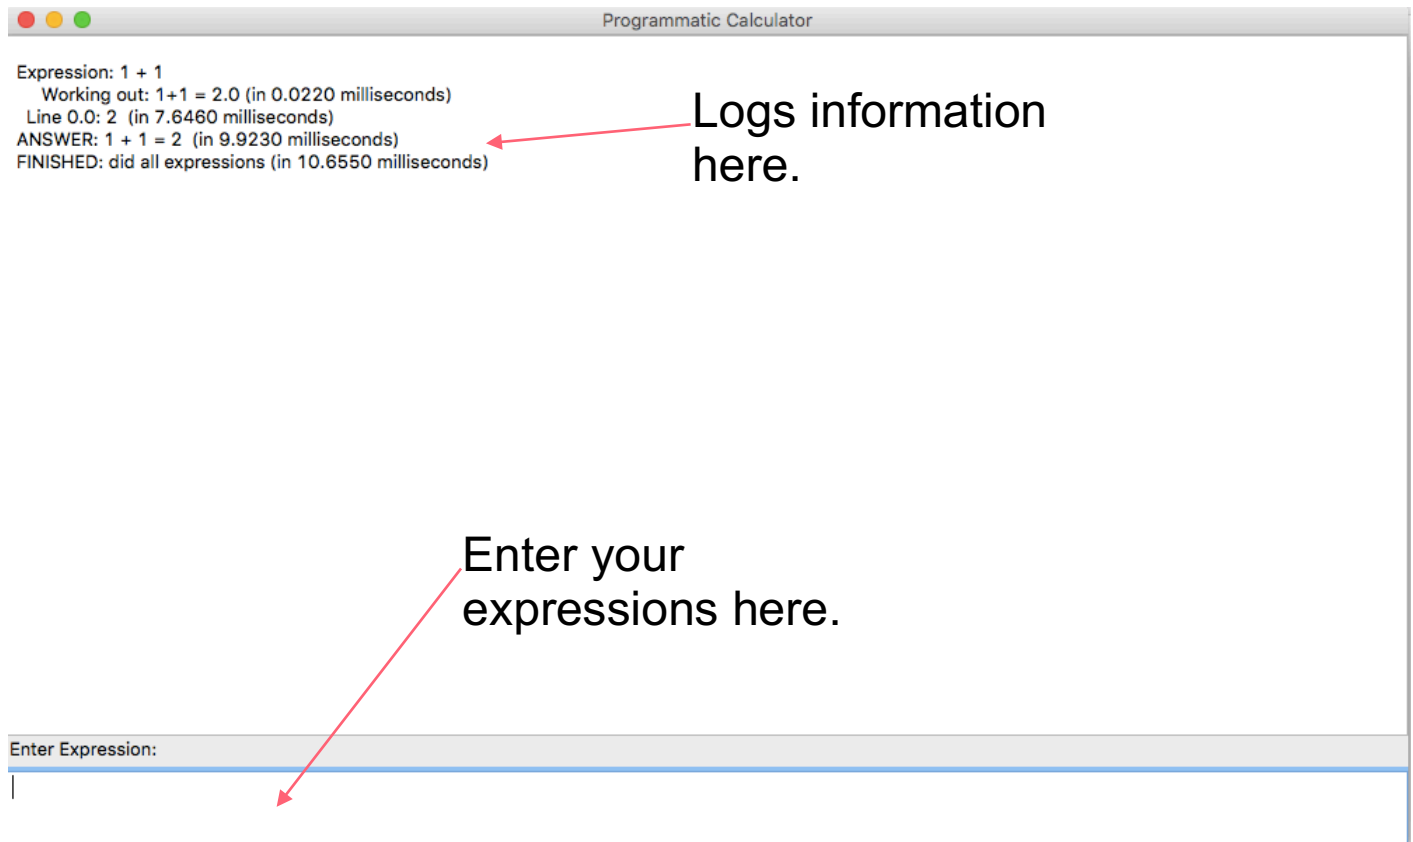 Programmatic Calculator
Expression: 1 + 1
Working out: 1+1 = 2.0 (in 0.0220 milliseconds)
Line 0.0: 2  (in 7.6460 milliseconds)
ANSWER: 1 + 1 = 2  (in 9.9230 milliseconds)
FINISHED: did all expressions (in 10.6550 milliseconds)
Logs information
here.
Enter your
expressions here.
Enter Expression: